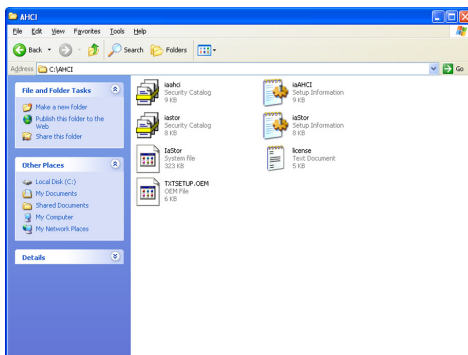 AHCI
File Edit View Favorites Tools Help
Back Search Folders
Address C:\AHCI Go
File and Folder Tasks
Make a new folder
Publish this folder to the Web
Share this folder
Other Places
Local Disk (C:)
My Documents
Shared Documents
My Computer
My Network Places
Details
iaahci
Security Catalog
9 KB
iaAHCI
Setup Information
9 KB
iastor
Security Catalog
8 KB
iaStor
Setup Information
8 KB
IaStor
System file
323 KB
license
Text Document
5 KB
TXTSETUP.OEM
OEM File
6 KB